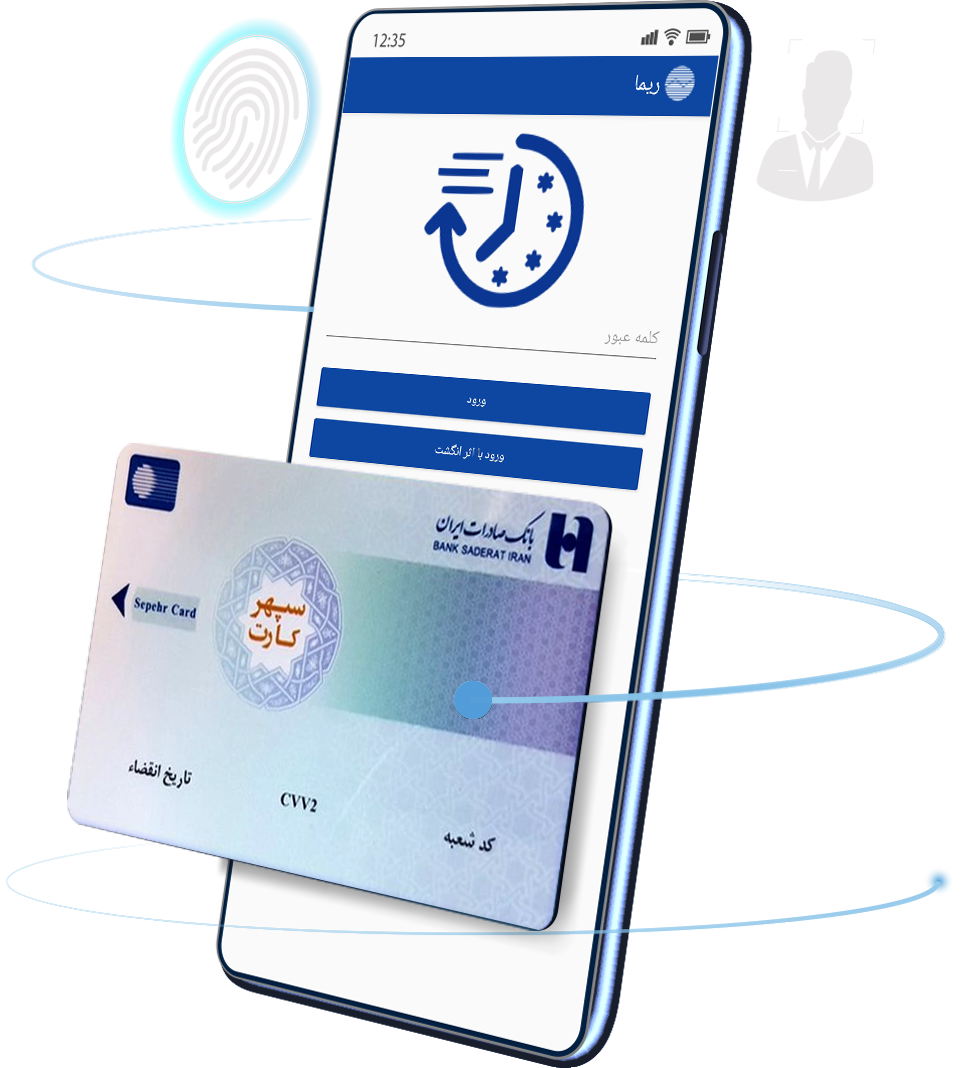 12:35
ریما
کلمه عبور
ورود
ورود با اثر انگشت
بانک صادرات ایران
BANK SADERAT IRAN
Sepehr Card
سپهر
کارت
تاریخ انقضاء
CVV2
کد شعبه